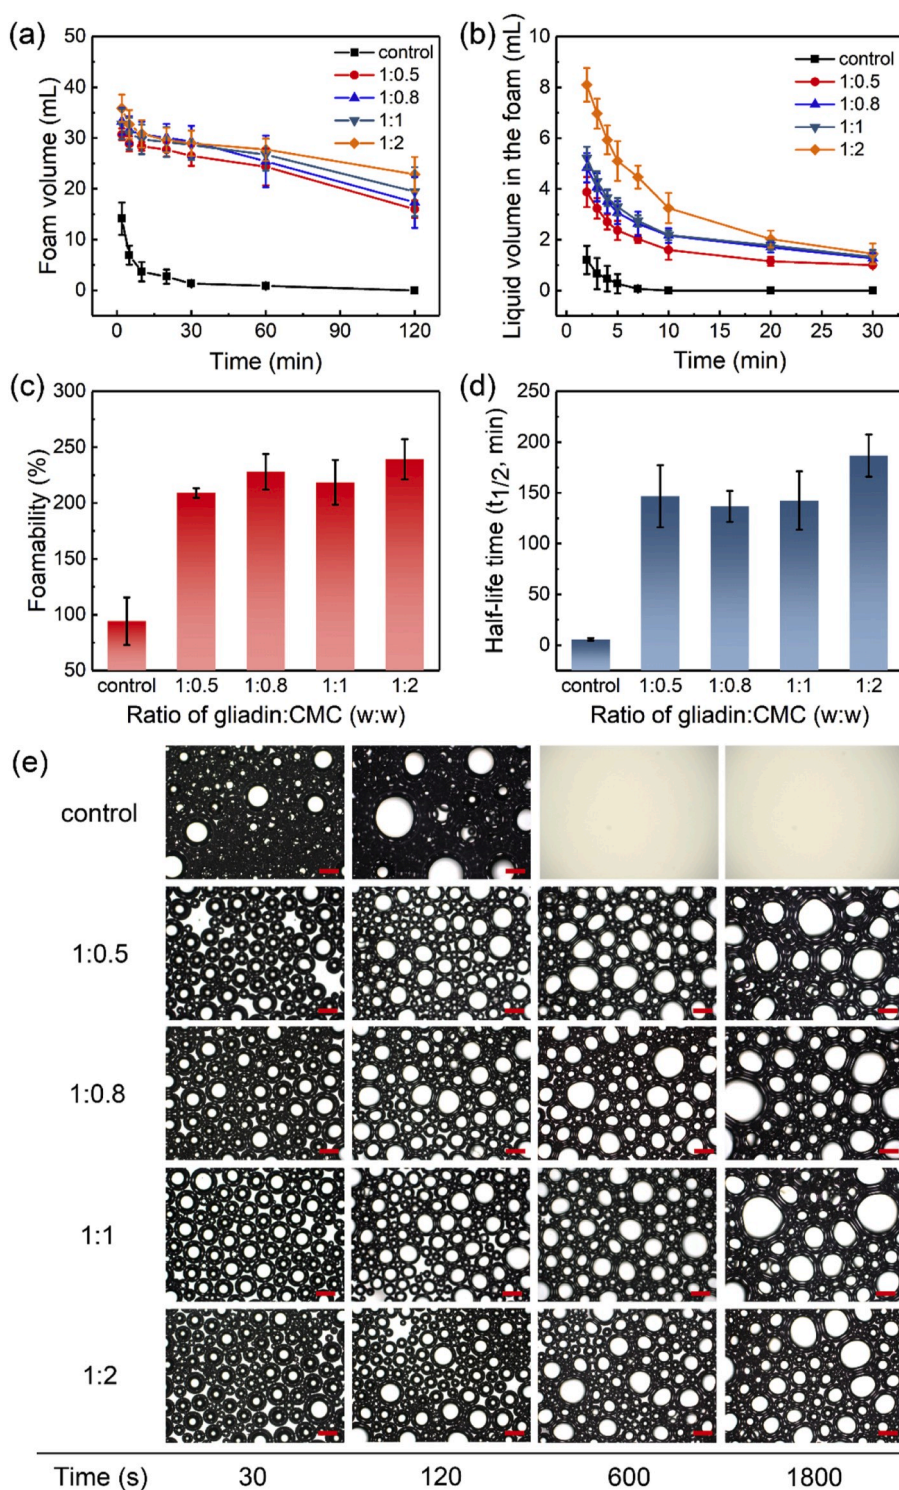 (a)
50
40
30
20
10
0
Foam volume (mL)
control
1:0.5
1:0.8
1:1
1:2
0 30 60 90 120
Time (min)
(b)
10
8
6
4
2
0
Liquid volume in the foam (mL)
control
1:0.5
1:0.8
1:1
1:2
0 5 10 15 20 25 30
Time (min)
(c)
300
250
200
150
100
50
Foamability (%)
control 1:0.5 1:0.8 1:1 1:2
Ratio of gliadin:CMC (w:w)
(d)
250
200
150
100
50
0
Half-life time (t1/2, min)
control 1:0.5 1:0.8 1:1 1:2
Ratio of gliadin:CMC (w:w)
(e)
control
1:0.5
1:0.8
1:1
1:2
Time (s) 30 120 600 1800